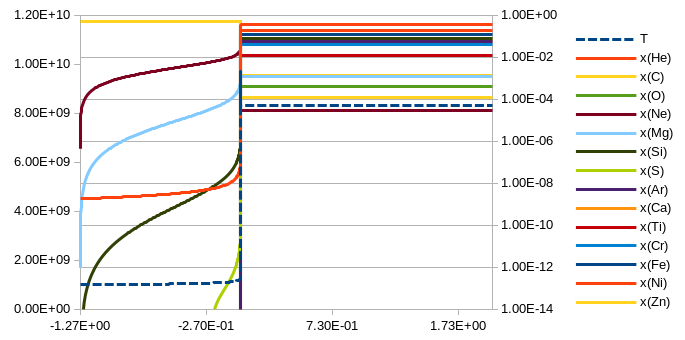 1.20E+10
1.00E+10
8.00E+09
6.00E+09
4.00E+09
2.00E+09
0.00E+00
-1.27E+00
-2.70E-01
7.30E-01
1.73E+00
1.00E+00
1.00E-02
1.00E-04
1.00E-06
1.00E-08
1.00E-10
1.00E-12
1.00E-14
T
x(He)
x(C)
x(O)
x(Ne)
x(Mg)
x(Si)
x(S)
x(Ar)
x(Ca)
x(Ti)
x(Cr)
x(Fe)
x(Ni)
x(Zn)